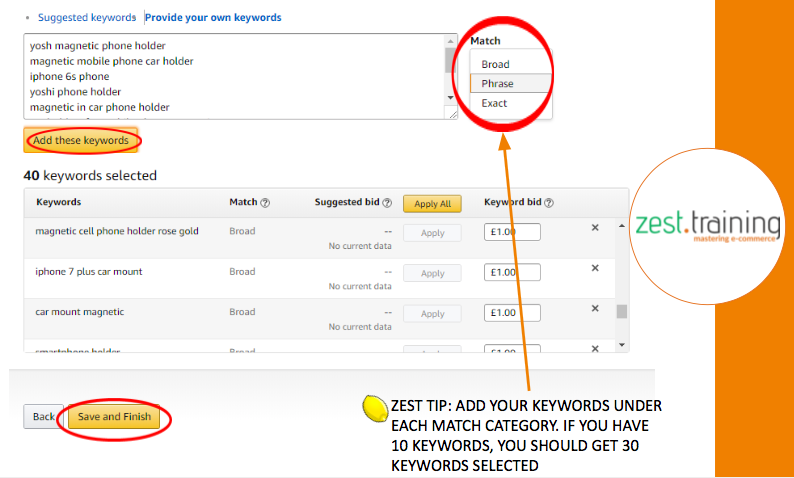 Suggested keywords Provide your own keywords
yosh magnetic phone holder
magnetic mobile phone car holder
iphone 6s phone
yoshi phone holder
magnetic in car phone holder
Match
Broad
Phrase
Exact
Add these keywords
40 keywords selected
Keywords Match Suggested bid Apply All Keyword bid
magnetic cell phone holder rose gold Broad -- Apply £1.00 ×
No current data
iphone 7 plus car mount Broad -- Apply £1.00 ×
No current data
car mount magnetic Broad -- Apply £1.00 ×
No current data
smartphone holder Broad -- £1.00 ×
Back Save and Finish
ZEST TIP: ADD YOUR KEYWORDS UNDER
EACH MATCH CATEGORY. IF YOU HAVE
10 KEYWORDS, YOU SHOULD GET 30
KEYWORDS SELECTED
zest.training
mastering e-commerce